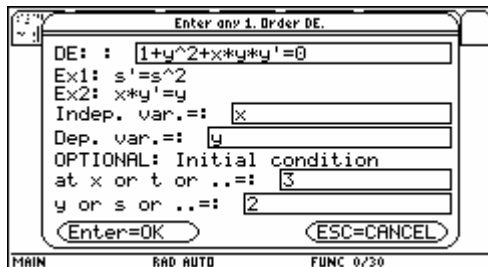 Enter any 1. Order DE.
DE: : 1+y^2+x*y*y'=0
Ex1: s'=s^2
Ex2: x*y'=y
Indep. var.=: x
Dep. var.=: y
OPTIONAL: Initial condition
at x or t or ..=: 3
y or s or ..=: 2
Enter=OK ESC=CANCEL
MAIN RAD AUTO FUNC 0/30